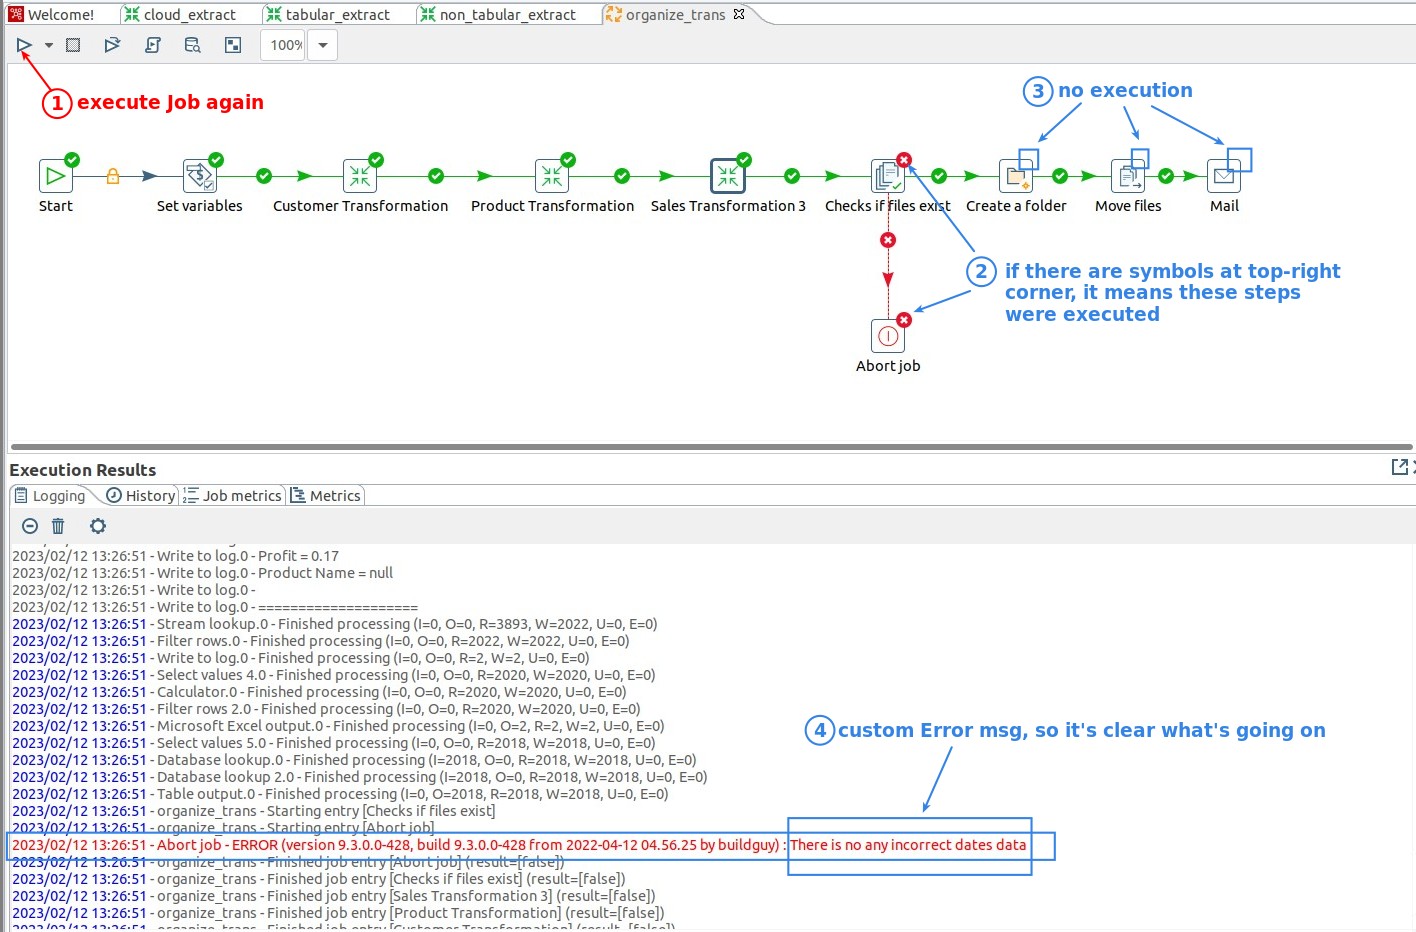 Welcome!
cloud_extract
tabular_extract
non_tabular_extract
organize_trans
100%
1 execute Job again
3 no execution
Start
Set variables
Customer Transformation
Product Transformation
Sales Transformation 3
Checks if files exist
Create a folder
Move files
Mail
2 if there are symbols at top-right
corner, it means these steps
were executed
Abort job
Execution Results
Logging
History
Job metrics
Metrics
2023/02/12 13:26:51 - Write to log.0 - Profit = 0.17
2023/02/12 13:26:51 - Write to log.0 - Product Name = null
2023/02/12 13:26:51 - Write to log.0 -
2023/02/12 13:26:51 - Write to log.0 - ====================
2023/02/12 13:26:51 - Stream lookup.0 - Finished processing (I=0, O=0, R=3893, W=2022, U=0, E=0)
2023/02/12 13:26:51 - Filter rows.0 - Finished processing (I=0, O=0, R=2022, W=2022, U=0, E=0)
2023/02/12 13:26:51 - Write to log.0 - Finished processing (I=0, O=0, R=2, W=2, U=0, E=0)
2023/02/12 13:26:51 - Select values 4.0 - Finished processing (I=0, O=0, R=2020, W=2020, U=0, E=0)
2023/02/12 13:26:51 - Calculator.0 - Finished processing (I=0, O=0, R=2020, W=2020, U=0, E=0)
2023/02/12 13:26:51 - Filter rows 2.0 - Finished processing (I=0, O=0, R=2020, W=2020, U=0, E=0)
2023/02/12 13:26:51 - Microsoft Excel output.0 - Finished processing (I=0, O=2, R=2, W=2, U=0, E=0)
2023/02/12 13:26:51 - Select values 5.0 - Finished processing (I=0, O=0, R=2018, W=2018, U=0, E=0)
4 custom Error msg, so it's clear what's going on
2023/02/12 13:26:51 - Database lookup.0 - Finished processing (I=2018, O=0, R=2018, W=2018, U=0, E=0)
2023/02/12 13:26:51 - Database lookup 2.0 - Finished processing (I=2018, O=0, R=2018, W=2018, U=0, E=0)
2023/02/12 13:26:51 - Table output.0 - Finished processing (I=0, O=2018, R=2018, W=2018, U=0, E=0)
2023/02/12 13:26:51 - organize_trans - Starting entry [Checks if files exist]
2023/02/12 13:26:51 - organize_trans - Starting entry [Abort job]
2023/02/12 13:26:51 - Abort job - ERROR (version 9.3.0.0-428, build 9.3.0.0-428 from 2022-04-12 04.56.25 by buildguy) : There is no any incorrect dates data
2023/02/12 13:26:51 - organize_trans - Finished job entry [Abort job] (result=[false])
2023/02/12 13:26:51 - organize_trans - Finished job entry [Checks if files exist] (result=[false])
2023/02/12 13:26:51 - organize_trans - Finished job entry [Sales Transformation 3] (result=[false])
2023/02/12 13:26:51 - organize_trans - Finished job entry [Product Transformation] (result=[false])
2023/02/12 13:26:51 - organize_trans - Finished job entry [Customer Transformation] (result=[false])